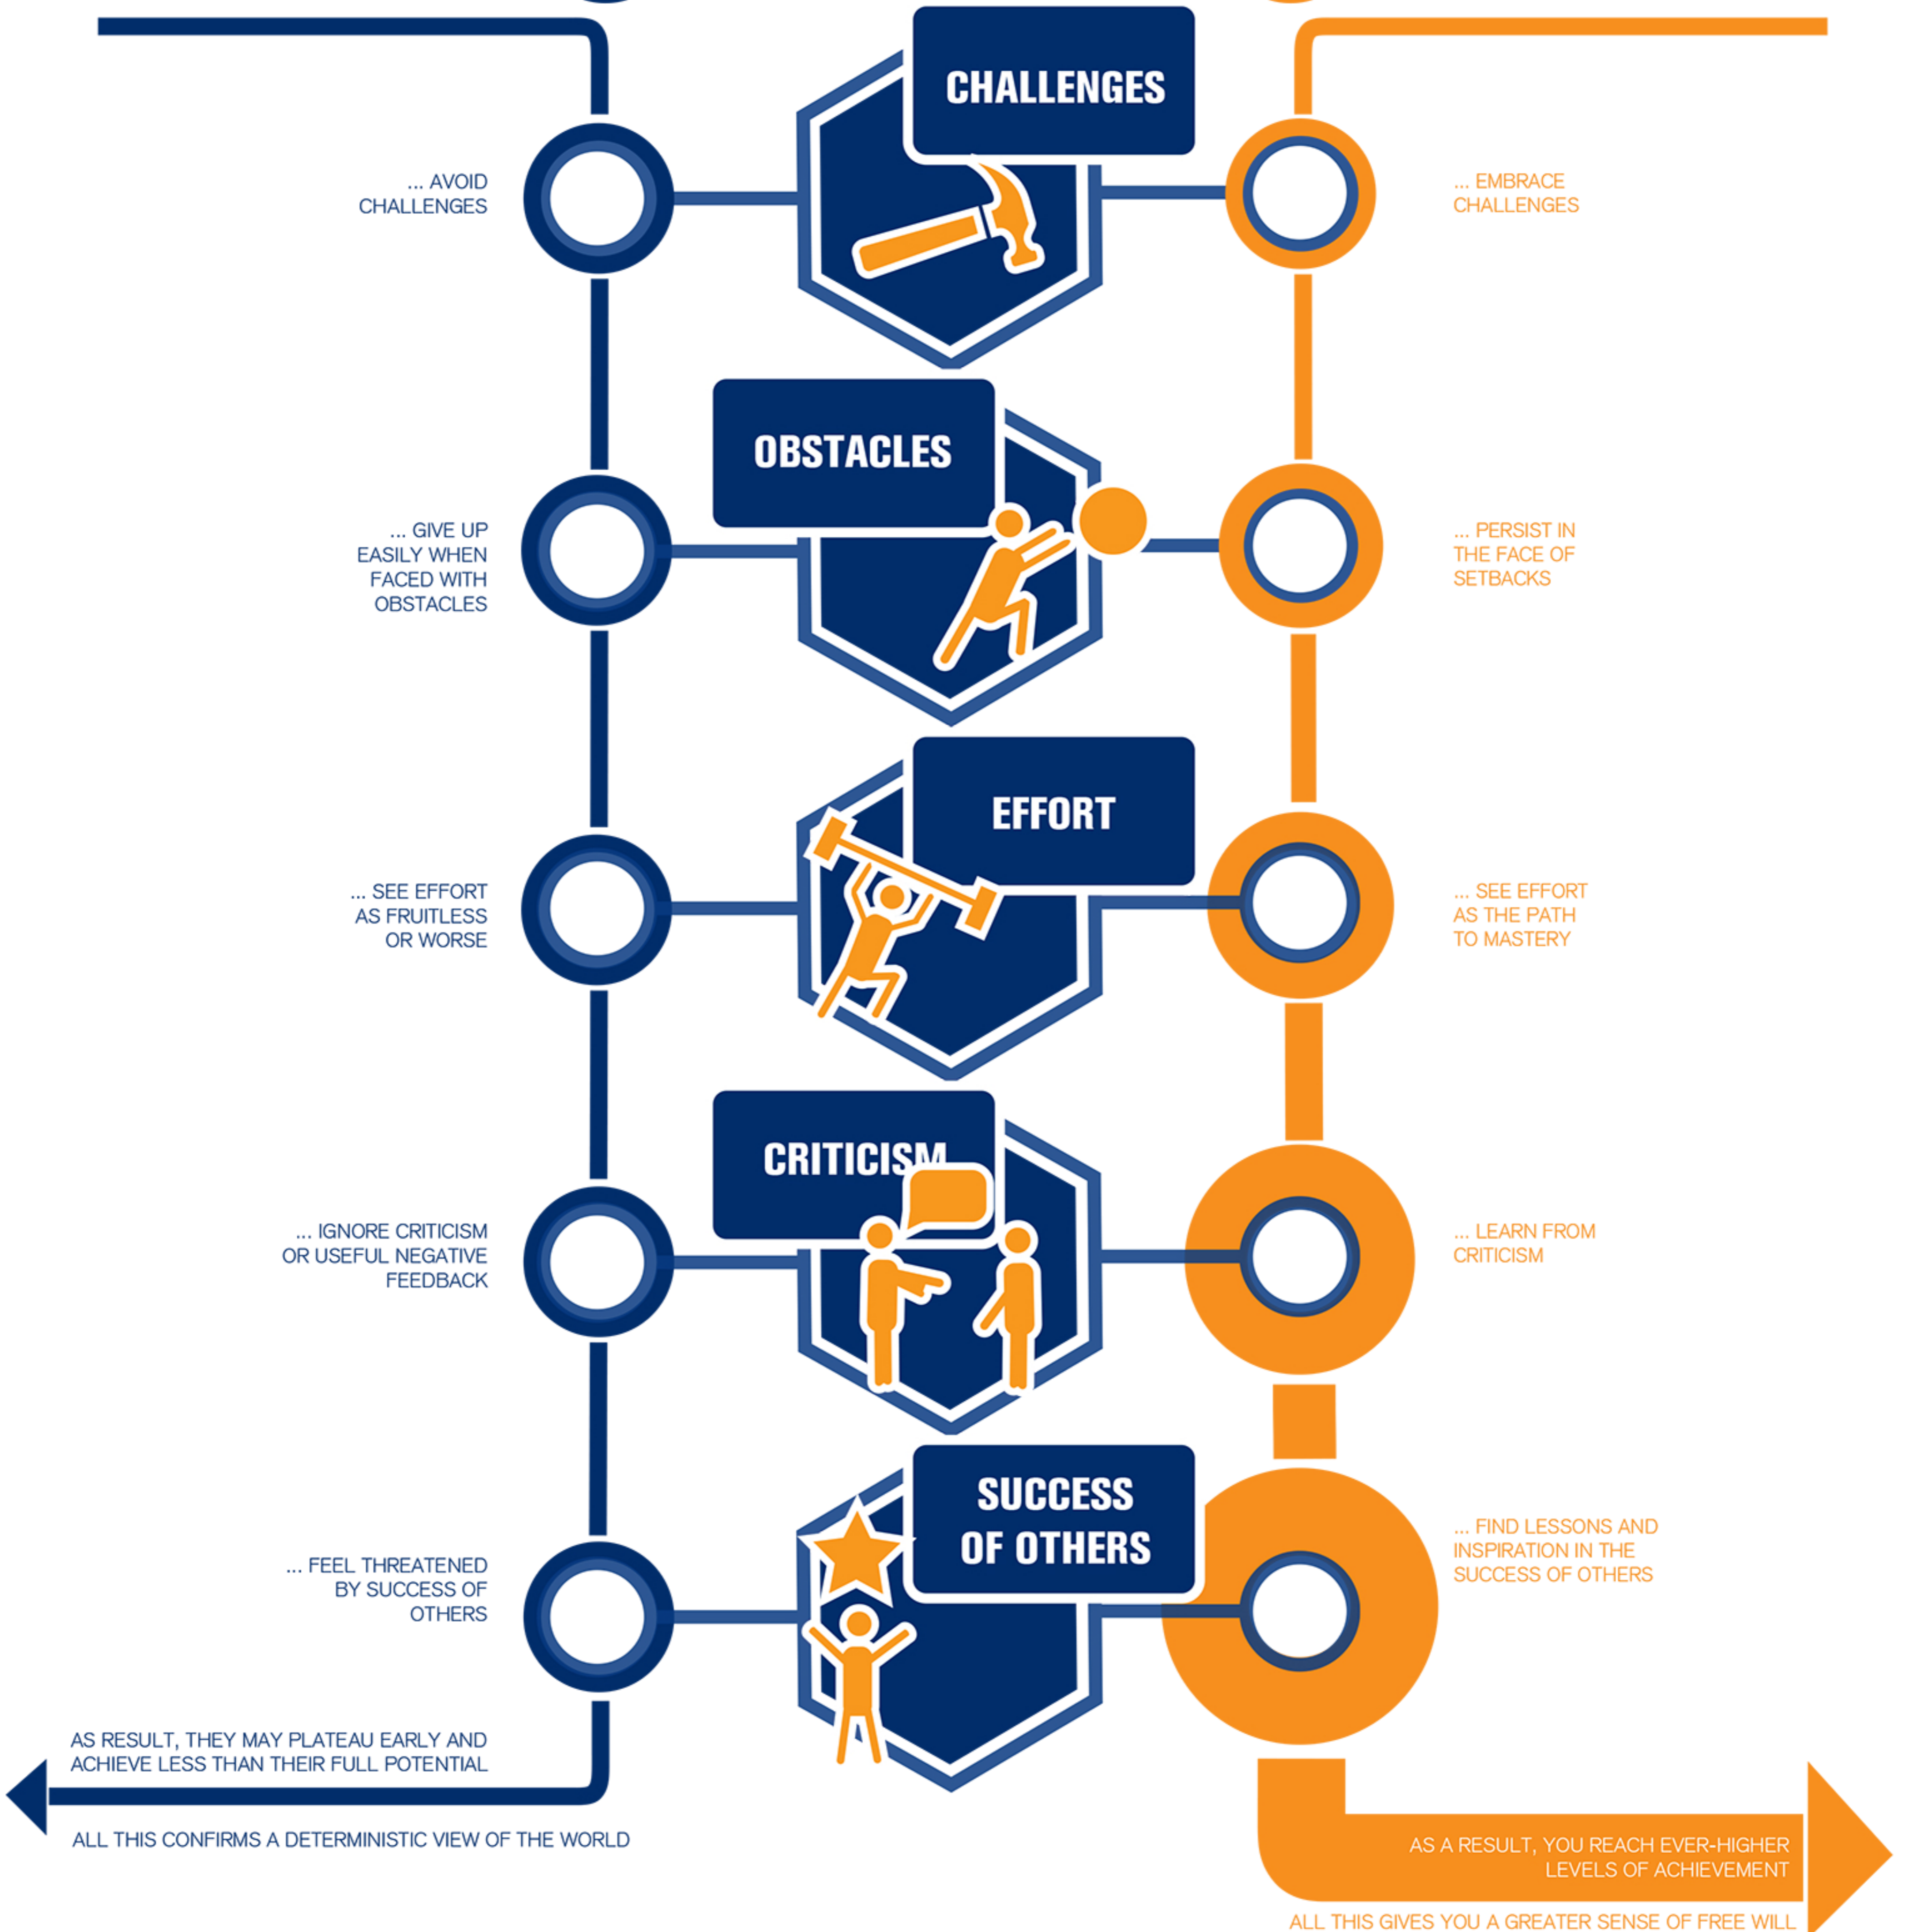 CHALLENGES
... AVOID
CHALLENGES
... EMBRACE
CHALLENGES
OBSTACLES
... GIVE UP
EASILY WHEN
FACED WITH
OBSTACLES
... PERSIST IN
THE FACE OF
SETBACKS
EFFORT
... SEE EFFORT
AS FRUITLESS
OR WORSE
... SEE EFFORT
AS THE PATH
TO MASTERY
CRITICISM
... IGNORE CRITICISM
OR USEFUL NEGATIVE
FEEDBACK
... LEARN FROM
CRITICISM
SUCCESS
OF OTHERS
... FEEL THREATENED
BY SUCCESS OF
OTHERS
... FIND LESSONS AND
INSPIRATION IN THE
SUCCESS OF OTHERS
AS RESULT, THEY MAY PLATEAU EARLY AND
ACHIEVE LESS THAN THEIR FULL POTENTIAL
ALL THIS CONFIRMS A DETERMINISTIC VIEW OF THE WORLD
AS A RESULT, YOU REACH EVER-HIGHER
LEVELS OF ACHIEVEMENT
ALL THIS GIVES YOU A GREATER SENSE OF FREE WILL